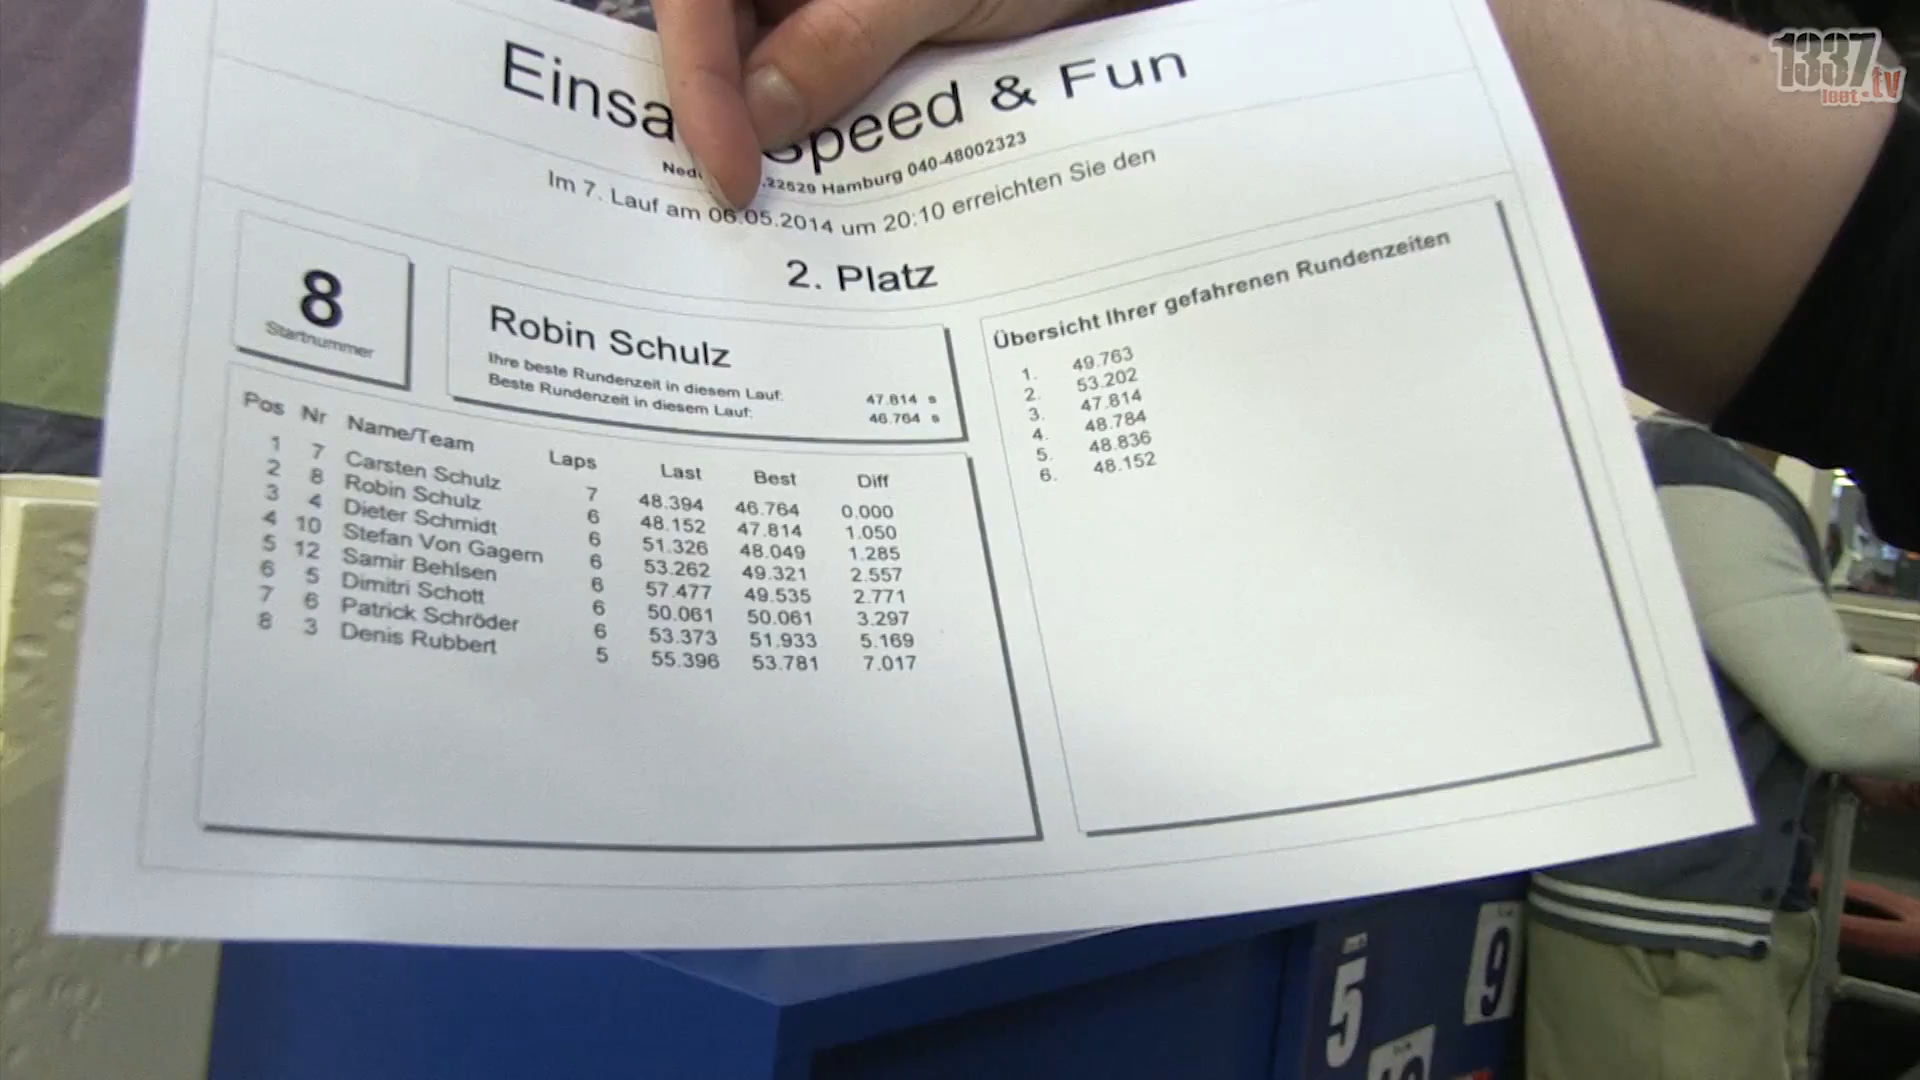 1337
leet.tv
Einsa Speed & Fun
22529 Hamburg 040-48002323
Im 7. Lauf am 06.05.2014 um 20:10 erreichten Sie den
2. Platz
8
Startnummer
Robin Schulz
Ihre beste Rundenzeit in diesem Lauf: 47.814 s
Beste Rundenzeit in diesem Lauf: 46.764 s
Pos Nr Name/Team Laps Last Best Diff
1 7 Carsten Schulz 7 48.394 46.764 0.000
2 8 Robin Schulz 6 48.152 47.814 1.050
3 4 Dieter Schmidt 6 51.326 48.049 1.285
4 10 Stefan Von Gagern 6 53.262 49.321 2.557
5 12 Samir Behlsen 6 57.477 49.535 2.771
6 5 Dimitri Schott 6 50.061 50.061 3.297
7 6 Patrick Schröder 6 53.373 51.933 5.169
8 3 Denis Rubbert 5 55.396 53.781 7.017
Übersicht Ihrer gefahrenen Rundenzeiten
1. 49.763
2. 53.202
3. 47.814
4. 48.784
5. 48.836
6. 48.152
5
9